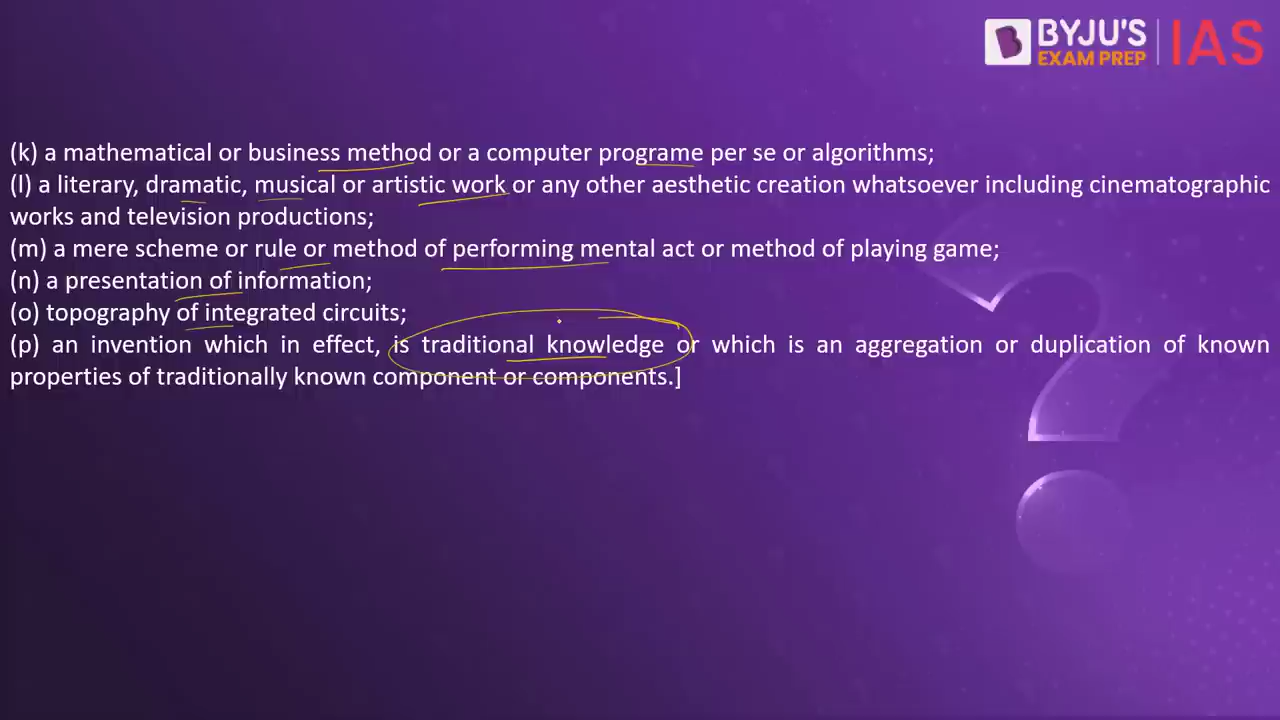 BYJU'S
EXAM PREP
IAS
(k) a mathematical or business method or a computer programe per se or algorithms;
(l) a literary, dramatic, musical or artistic work or any other aesthetic creation whatsoever including cinematographic
works and television productions;
(m) a mere scheme or rule or method of performing mental act or method of playing game;
(n) a presentation of information;
(o) topography of integrated circuits;
(p) an invention which in effect, is traditional knowledge or which is an aggregation or duplication of known
properties of traditionally known component or components.]